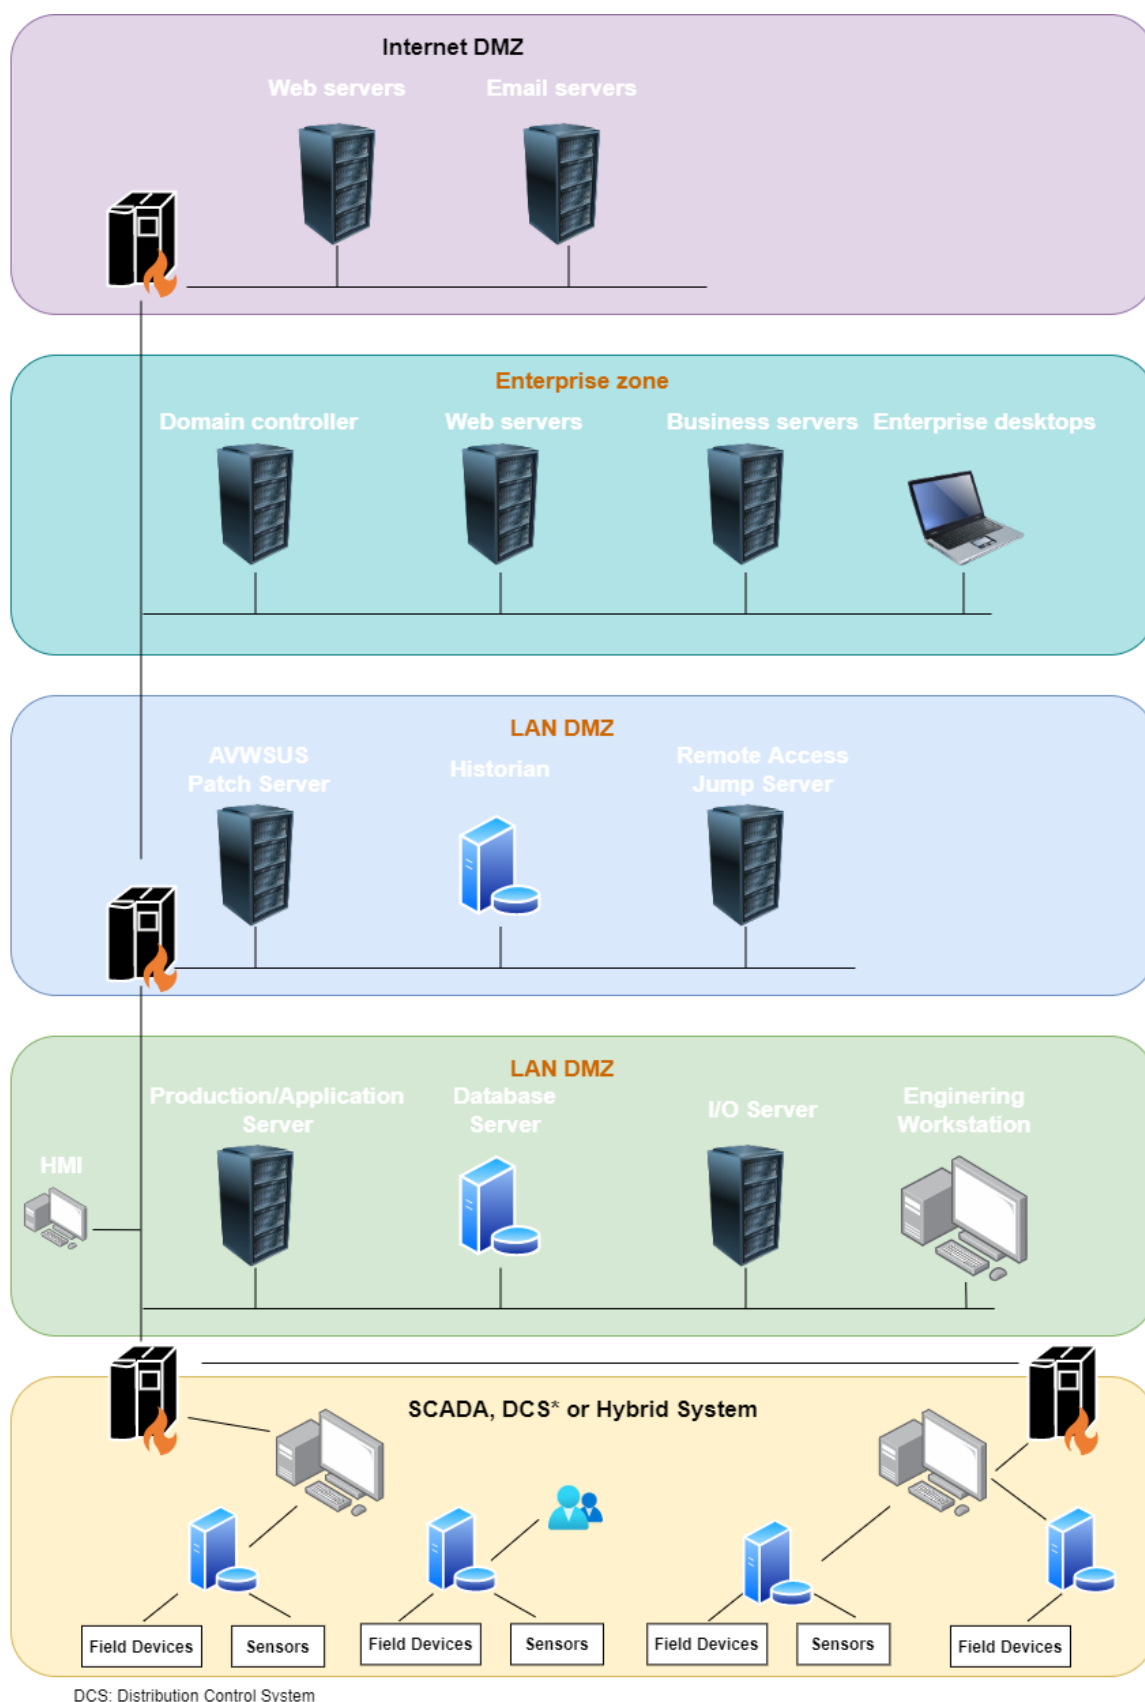 Internet DMZ
Web servers
Email servers
Enterprise zone
Domain controller
Web servers
Business servers
Enterprise desktops
LAN DMZ
AVWSUS
Patch Server
Historian
Remote Access
Jump Server
LAN DMZ
Production/Application
Server
Database
Server
I/O Server
Enginering
Workstation
HMI
SCADA, DCS* or Hybrid System
Field Devices
Sensors
Field Devices
Sensors
Field Devices
Sensors
Field Devices
DCS: Distribution Control System